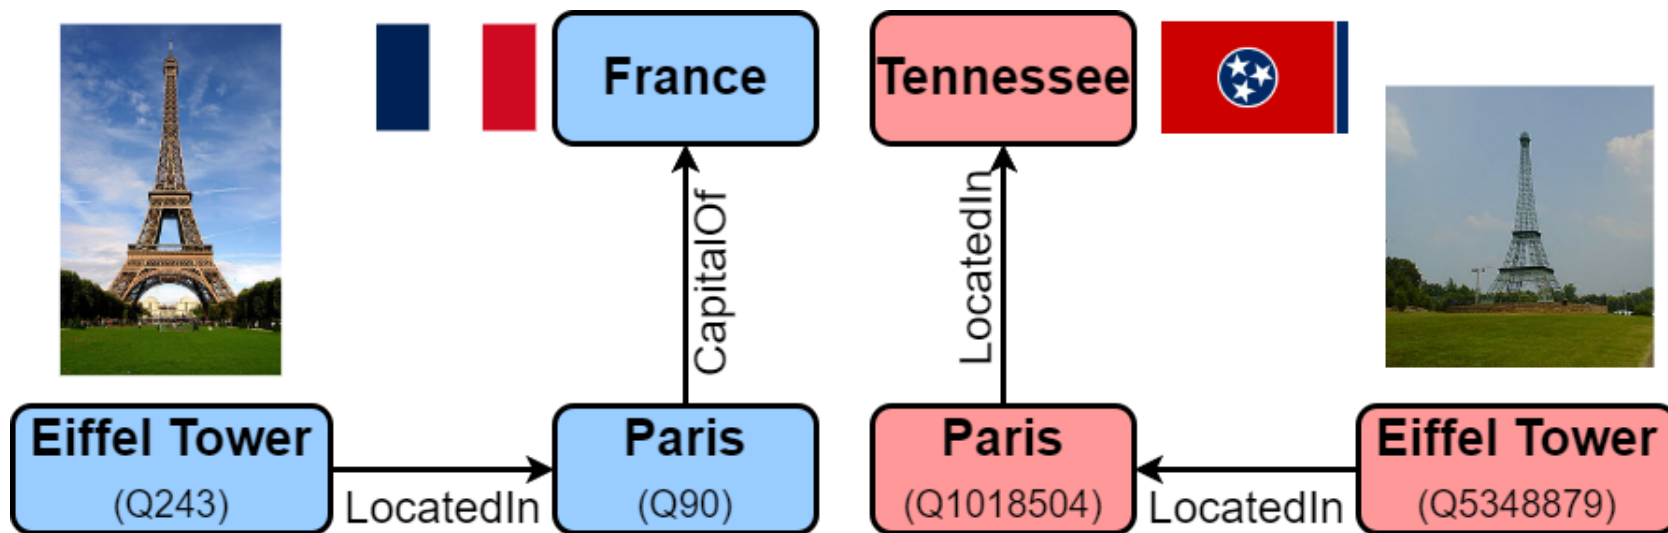 France
Tennessee
CapitalOf
LocatedIn
Eiffel Tower
(Q243)
LocatedIn
Paris
(Q90)
Paris
(Q1018504)
LocatedIn
Eiffel Tower
(Q5348879)